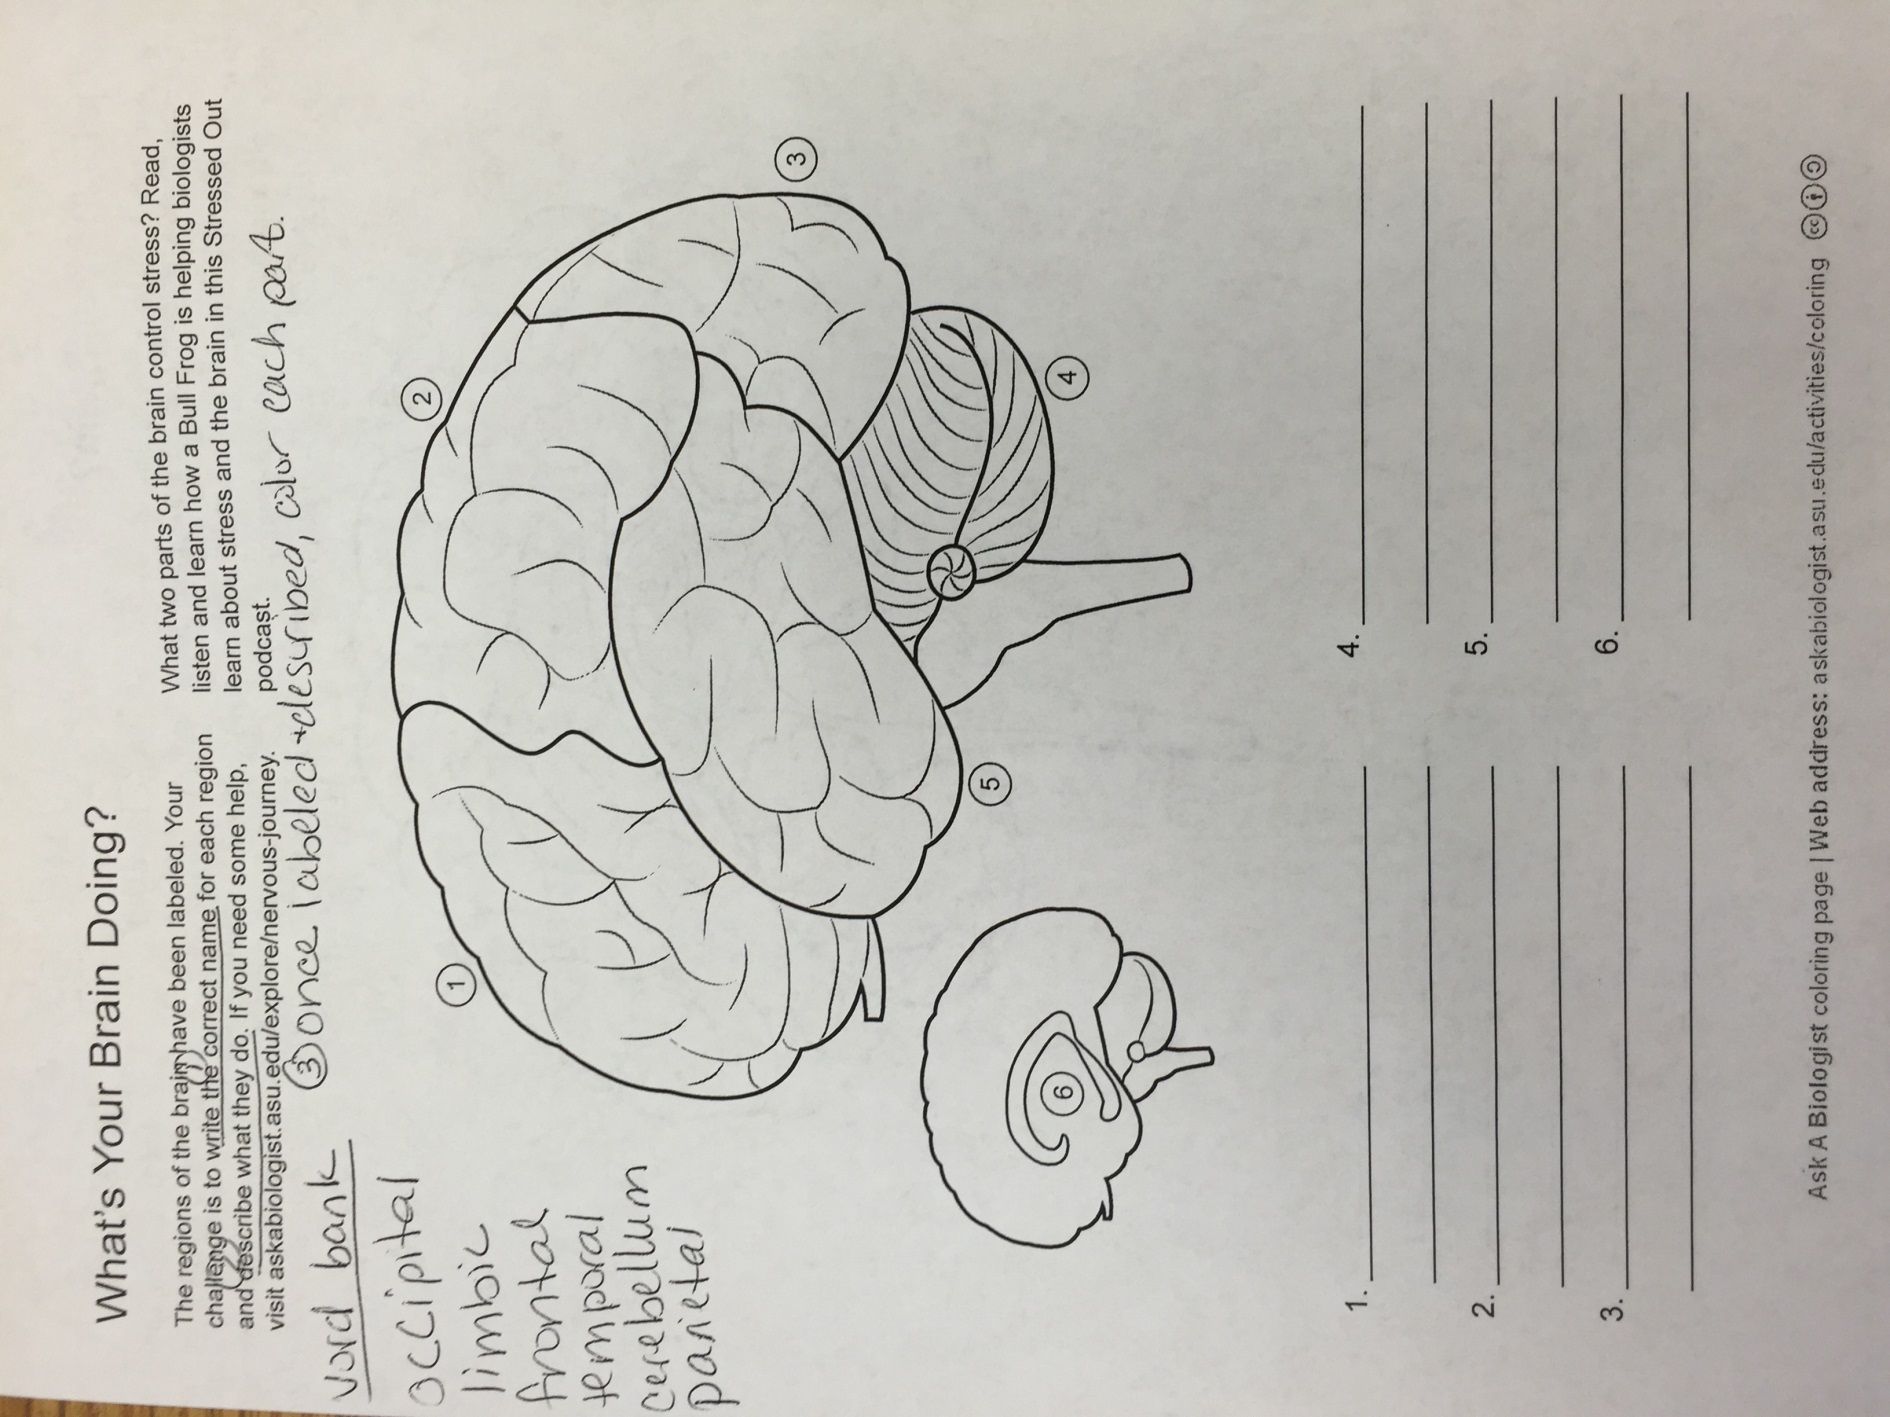 What's Your Brain Doing?
The regions of the brain have been labeled. Your
challenge is to write the correct name for each region
and describe what they do. If you need some help,
visit askabiologist.asu.edu/explore/nervous-journey.
What two parts of the brain control stress? Read,
listen and learn how a Bull Frog is helping biologists
learn about stress and the brain in this Stressed Out
podcast.
③ once labeled + described, color each part.
word bank
occipital
limbic
frontal
temporal
cerebellum
parietal
1
2
3
4
5
6
1.
2.
3.
4.
5.
6.
Ask A Biologist coloring page | Web address: askabiologist.asu.edu/activities/coloring